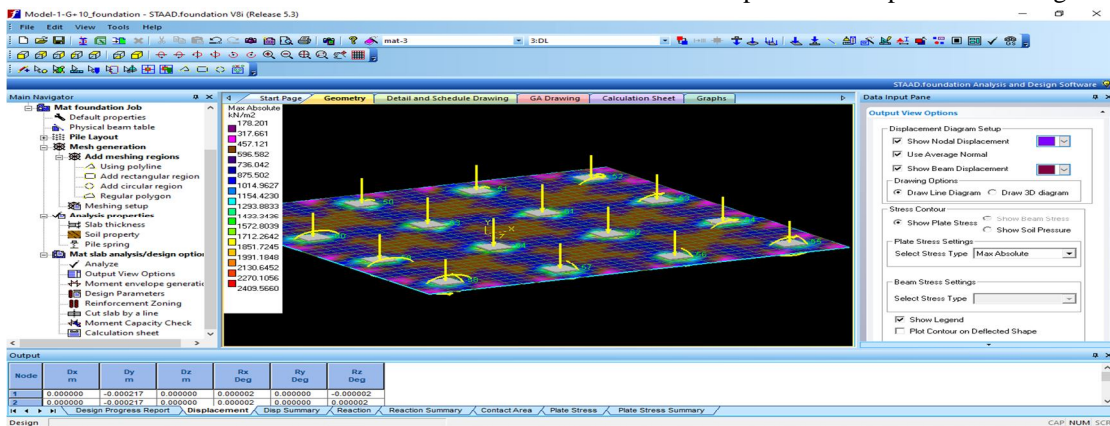 Model-1-G+10_foundation - STAAD.foundation V8i (Release 5.3)
File Edit View Tools Help
mat-3
3:DL
STAAD.foundation Analysis and Design Software
Main Navigator
Start Page Geometry Detail and Schedule Drawing GA Drawing Calculation Sheet Graphs
Data Input Pane
Mat foundation Job
Default properties
Physical beam table
Pile Layout
Mesh generation
Add meshing regions
Using polyline
Add rectangular region
Add circular region
Regular polygon
Meshing setup
Analysis properties
Slab thickness
Soil property
Pile spring
Mat slab analysis/design option
Analyze
Output View Options
Moment envelope generatic
Design Parameters
Reinforcement Zoning
Cut slab by a line
Moment Capacity Check
Calculation sheet
Max Absolute
kN/m2
178.201
317.661
457.121
596.582
736.042
875.502
1014.9627
1154.4230
1293.8833
1433.3436
1572.8039
1712.2642
1851.7245
1991.1848
2130.6452
2270.1056
2409.5660
Output View Options
Displacement Diagram Setup
Show Nodal Displacement
Use Average Normal
Show Beam Displacement
Drawing Options
Draw Line Diagram Draw 3D diagram
Stress Contour
Show Plate Stress Show Beam Stress
Show Soil Pressure
Plate Stress Settings
Select Stress Type Max Absolute
Beam Stress Settings
Select Stress Type
Show Legend
Plot Contour on Deflected Shape
Output
Node Dx m Dy m Dz m Rx Deg Ry Deg Rz Deg
1 0.000000 -0.000217 0.000000 0.000002 0.000000 -0.000002
2 0.000000 -0.000217 0.000000 0.000002 0.000000 0.000002
Design Progress Report Displacement Disp Summary Reaction Reaction Summary Contact Area Plate Stress Plate Stress Summary
Design
CAP NUM SCR